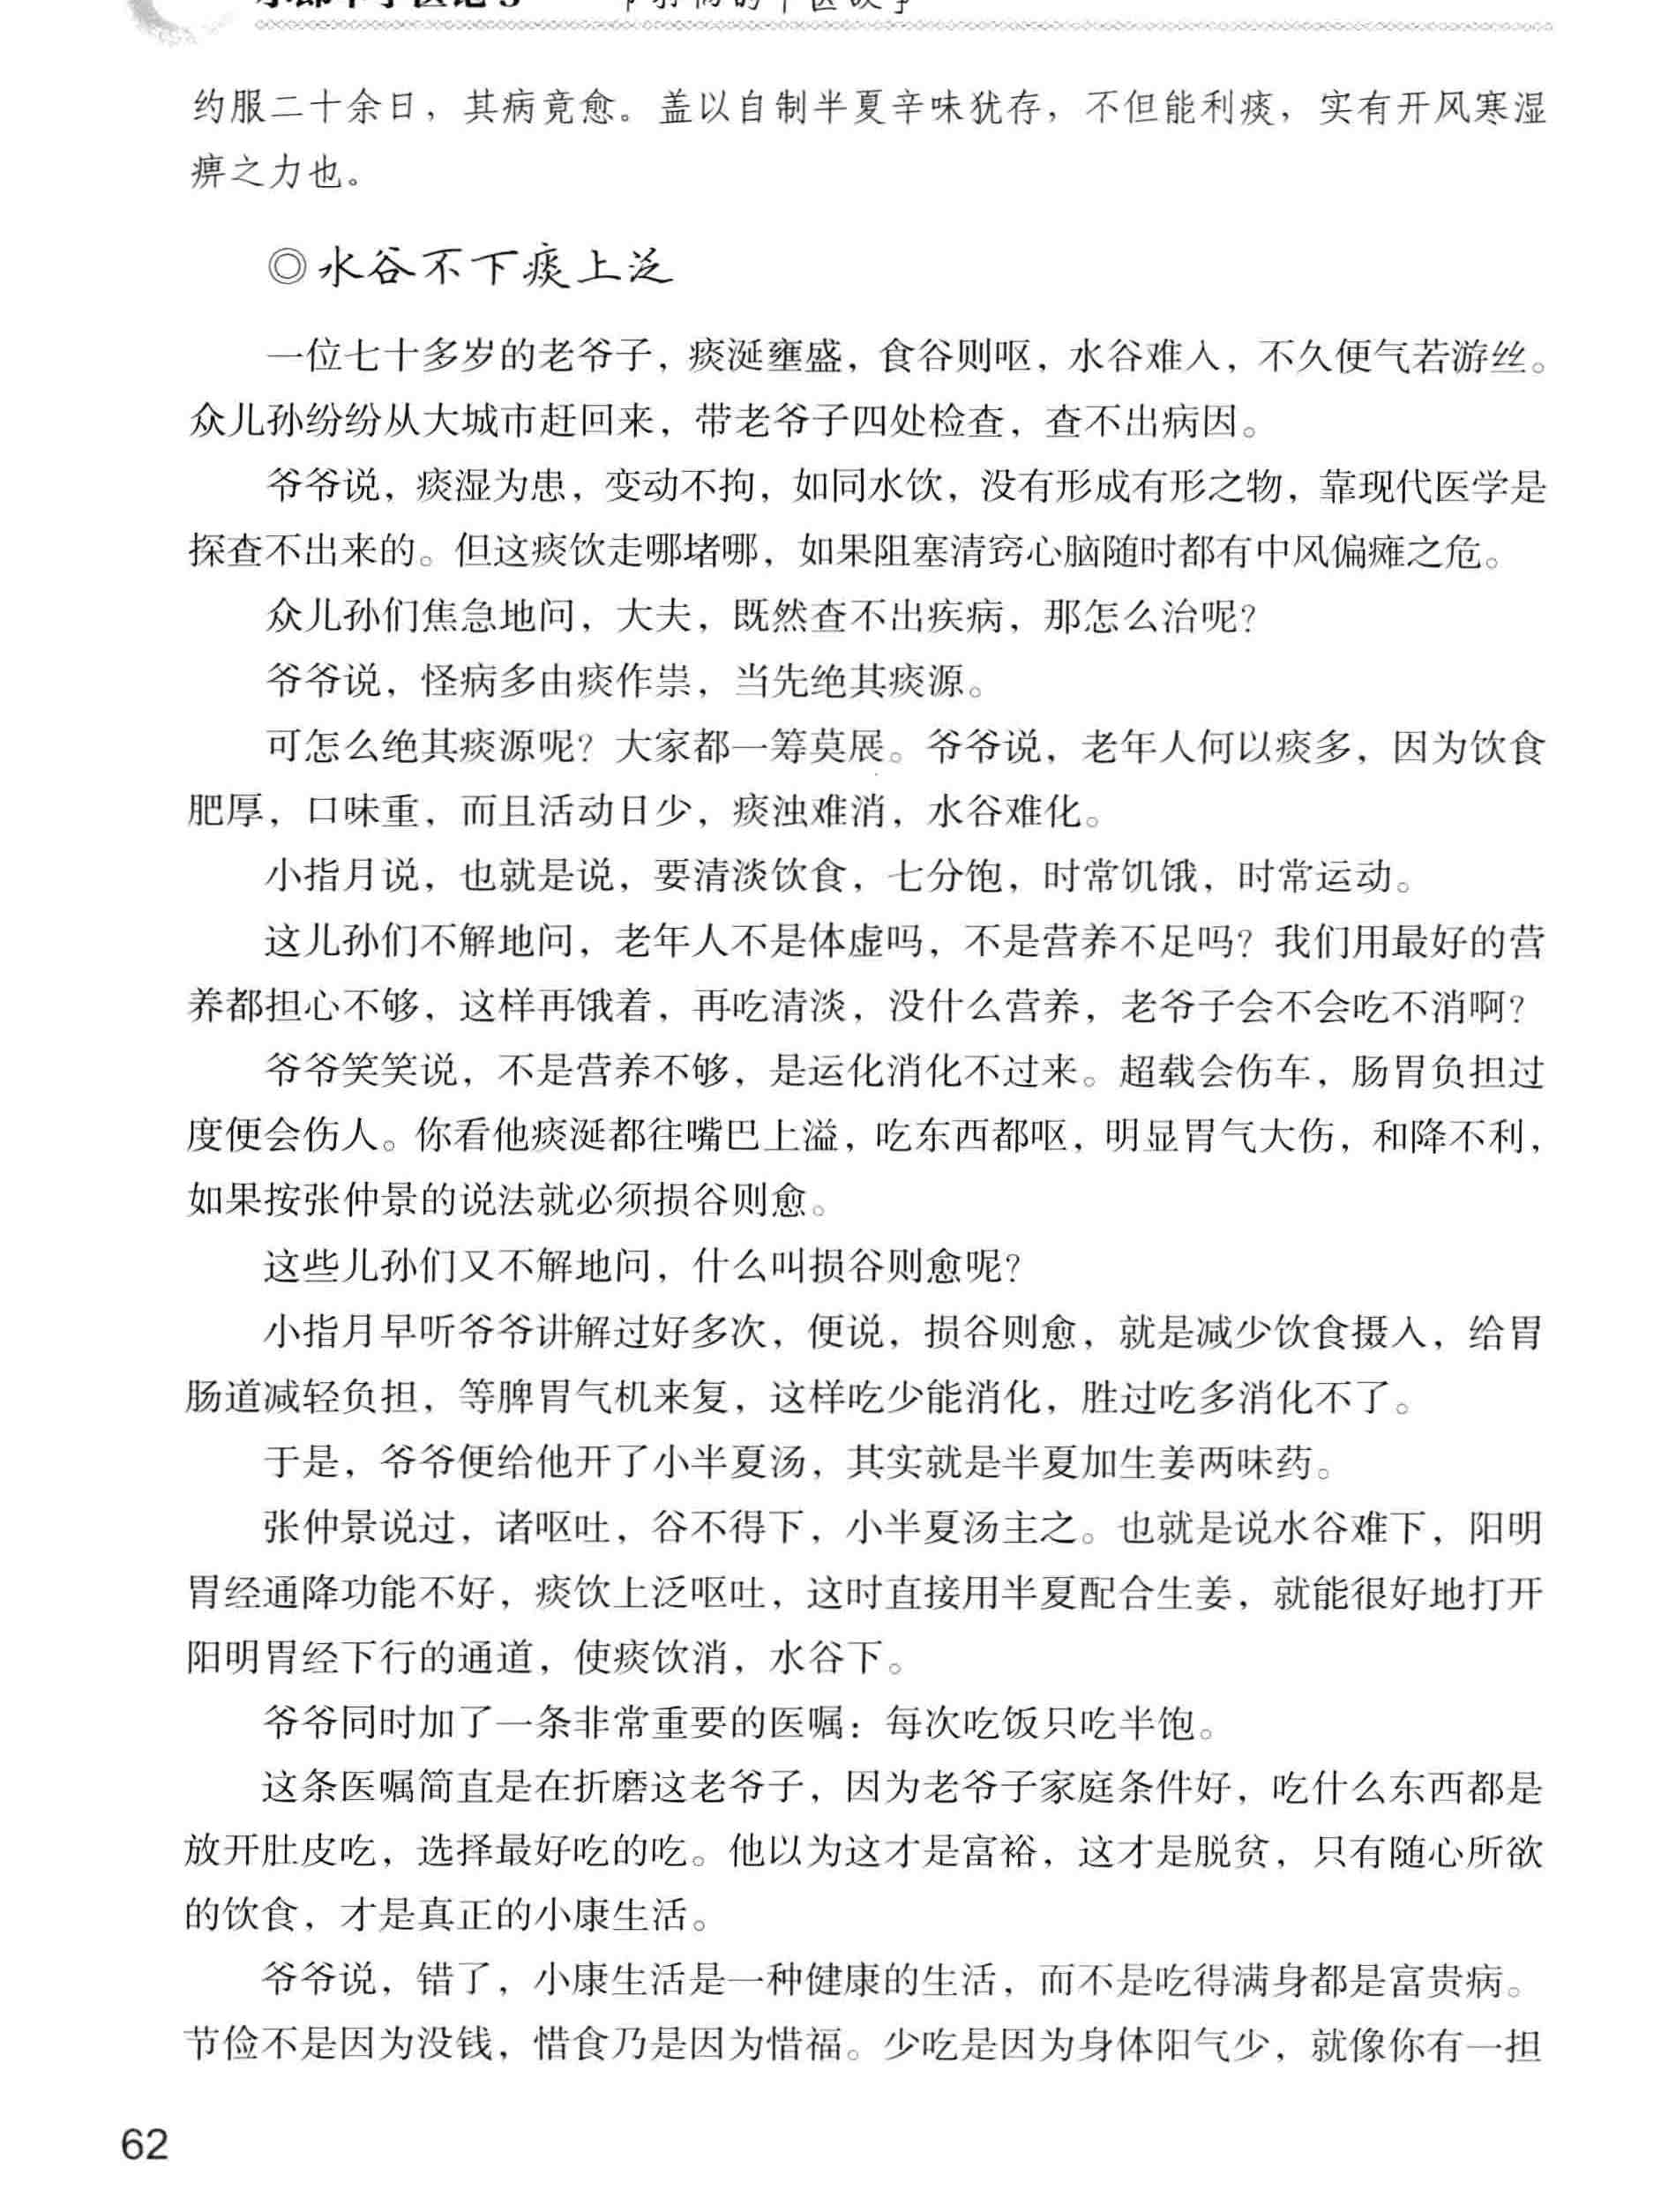 约服二十余日，其病竟愈。盖以自制半夏辛味犹存，不但能利痰，实有开风寒湿
痹之力也。
◎水谷不下痰上泛
一位七十多岁的老爷子，痰涎壅盛，食谷则呕，水谷难入，不久便气若游丝。
众儿孙纷纷从大城市赶回来，带老爷子四处检查，查不出病因。
爷爷说，痰湿为患，变动不拘，如同水饮，没有形成有形之物，靠现代医学是
探查不出来的。但这痰饮走哪堵哪，如果阻塞清窍心脑随时都有中风偏瘫之危。
众儿孙们焦急地问，大夫，既然查不出疾病，那怎么治呢？
爷爷说，怪病多由痰作祟，当先绝其痰源。
可怎么绝其痰源呢？大家都一筹莫展。爷爷说，老年人何以痰多，因为饮食
肥厚，口味重，而且活动日少，痰浊难消，水谷难化。
小指月说，也就是说，要清淡饮食，七分饱，时常饥饿，时常运动。
这儿孙们不解地问，老年人不是体虚吗，不是营养不足吗？我们用最好的营
养都担心不够，这样再饿着，再吃清淡，没什么营养，老爷子会不会吃不消啊？
爷爷笑笑说，不是营养不够，是运化消化不过来。超载会伤车，肠胃负担过
度便会伤人。你看他痰涎都往嘴巴上溢，吃东西都呕，明显胃气大伤，和降不利，
如果按张仲景的说法就必须损谷则愈。
这些儿孙们又不解地问，什么叫损谷则愈呢？
小指月早听爷爷讲解过好多次，便说，损谷则愈，就是减少饮食摄入，给胃
肠道减轻负担，等脾胃气机来复，这样吃少能消化，胜过吃多消化不了。
于是，爷爷便给他开了小半夏汤，其实就是半夏加生姜两味药。
张仲景说过，诸呕吐，谷不得下，小半夏汤主之。也就是说水谷难下，阳明
胃经通降功能不好，痰饮上泛呕吐，这时直接用半夏配合生姜，就能很好地打开
阳明胃经下行的通道，使痰饮消，水谷下。
爷爷同时加了一条非常重要的医嘱：每次吃饭只吃半饱。
这条医嘱简直是在折磨这老爷子，因为老爷子家庭条件好，吃什么东西都是
放开肚皮吃，选择最好吃的吃。他以为这才是富裕，这才是脱贫，只有随心所欲
的饮食，才是真正的小康生活。
爷爷说，错了，小康生活是一种健康的生活，而不是吃得满身都是富贵病。
节俭不是因为没钱，惜食乃是因为惜福。少吃是因为身体阳气少，就像你有一担
62